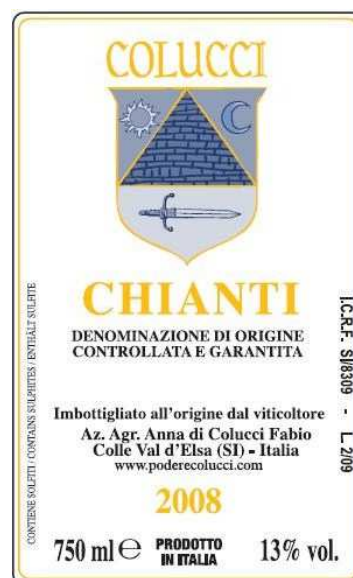 COLUCCI
CHIANTI
DENOMINAZIONE DI ORIGINE
CONTROLLATA E GARANTITA
Imbottigliato all'origine dal viticoltore
Az. Agr. Anna di Colucci Fabio
Colle Val d'Elsa (SI) - Italia
www.poderecolucci.com
2008
750 ml ℮ PRODOTTO IN ITALIA 13% vol.
CONTIENE SOLFITI / CONTAINS SULPHITES / ENTHÄLT SULFITE
I.C.R.F. SI/8309 - L. 2/09